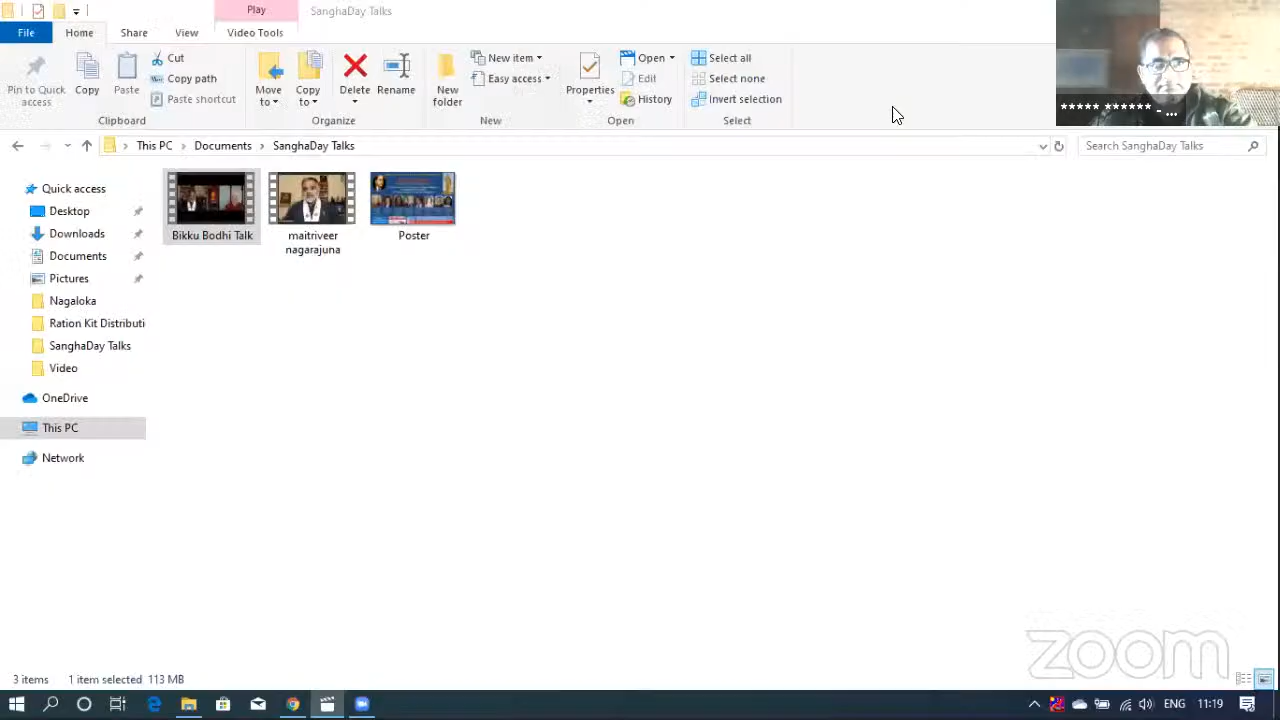 Play
SanghaDay Talks
File
Home
Share
View
Video Tools
Pin to Quick access
Copy
Paste
Cut
Copy path
Paste shortcut
Clipboard
Move to
Copy to
Delete
Rename
Organize
New folder
New item
Easy access
New
Properties
Open
Edit
History
Open
Select all
Select none
Invert selection
Select
***** ****** - ...
This PC > Documents > SanghaDay Talks
Search SanghaDay Talks
Quick access
Desktop
Downloads
Documents
Pictures
Nagaloka
Ration Kit Distributi
SanghaDay Talks
Video
OneDrive
This PC
Network
Bikku Bodhi Talk
maitriveer
nagarajuna
Poster
zoom
3 items
1 item selected 113 MB
ENG
11:19